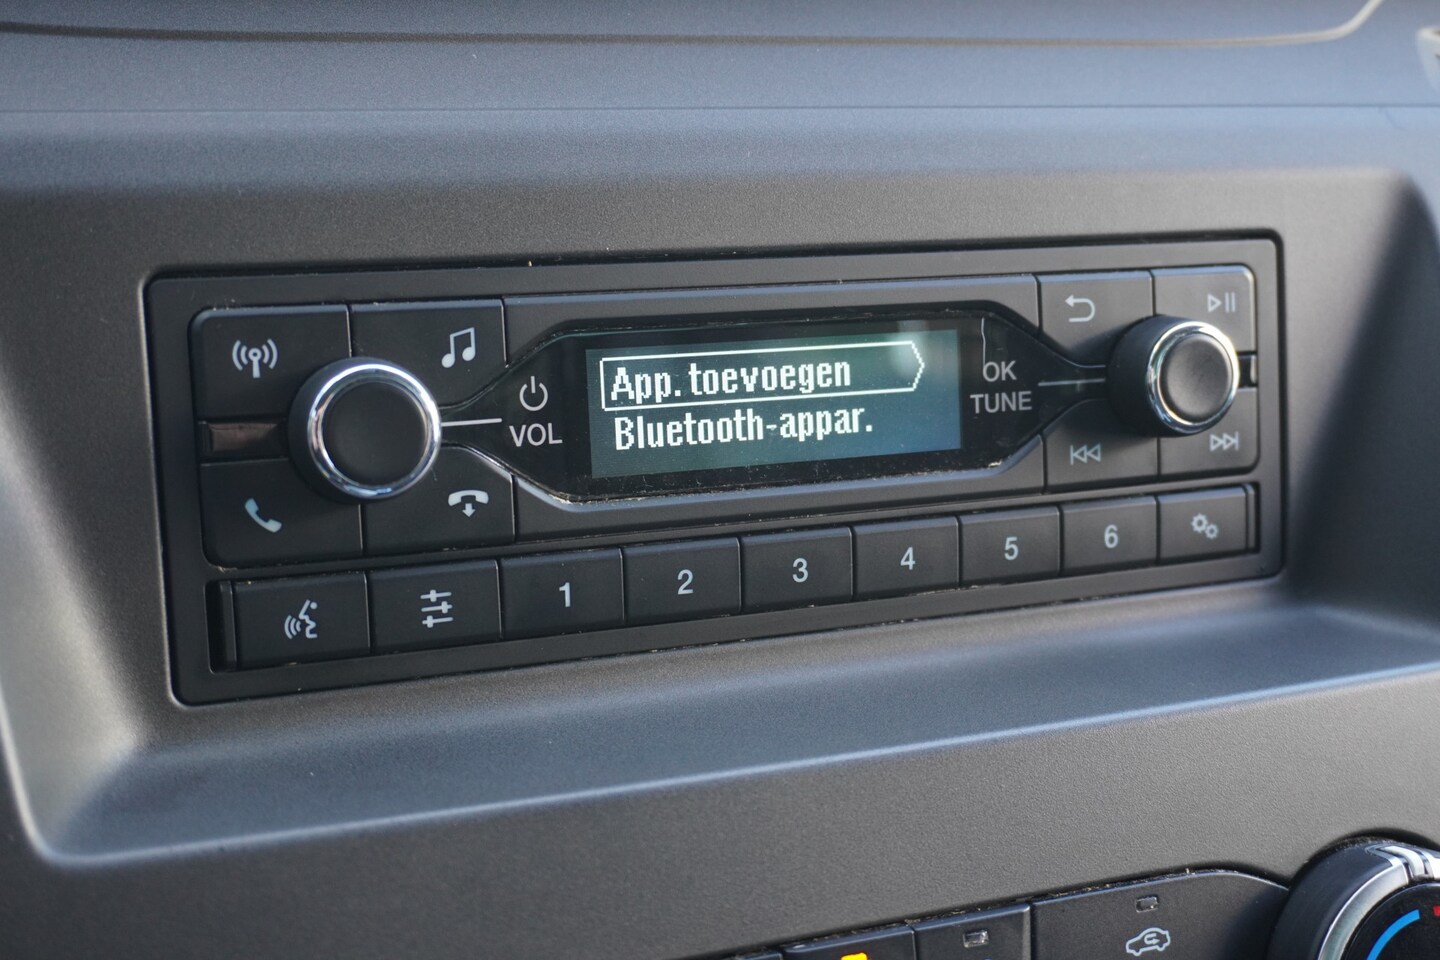 App. toevoegen
Bluetooth-appar.
VOL
OK
TUNE
1
2
3
4
5
6